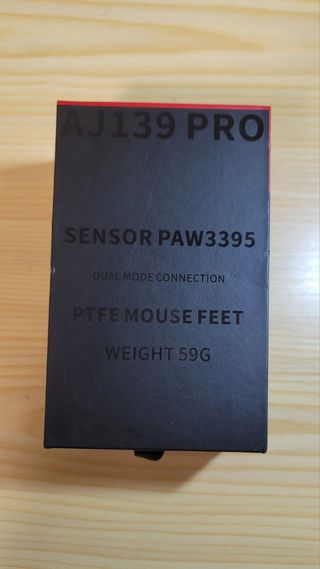 AJ139 PRO
SENSOR PAW3395
DUAL MODE CONNECTION
PTFE MOUSE FEET
WEIGHT 59G